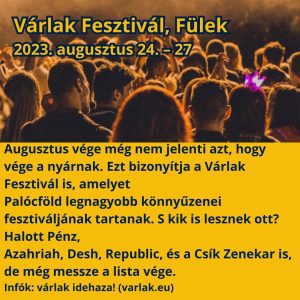 Várlak Fesztivál, Fülek
2023. augusztus 24. – 27
Augusztus vége még nem jelenti azt, hogy
vége a nyárnak. Ezt bizonyítja a Várlak
Fesztivál is, amelyet
Palócföld legnagyobb könnyűzenei
fesztiváljának tartanak. S kik is lesznek ott?
Halott Pénz,
Azahriah, Desh, Republic, és a Csík Zenekar is,
de még messze a lista vége.
Infók: várlak idehaza! (varlak.eu)